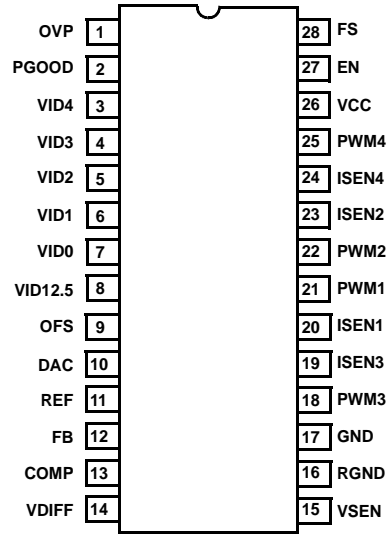 OVP 1 28 FS
PGOOD 2 27 EN
VID4 3 26 VCC
VID3 4 25 PWM4
VID2 5 24 ISEN4
VID1 6 23 ISEN2
VID0 7 22 PWM2
VID12.5 8 21 PWM1
OFS 9 20 ISEN1
DAC 10 19 ISEN3
REF 11 18 PWM3
FB 12 17 GND
COMP 13 16 RGND
VDIFF 14 15 VSEN